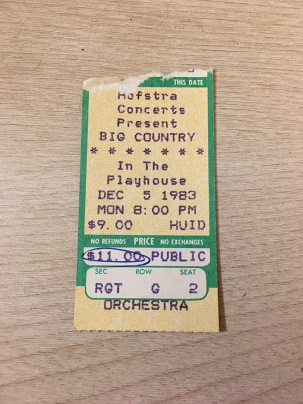 THIS DATE
Hofstra
Concerts
Present
BIG COUNTRY
* * * * * * *
In The
Playhouse
DEC 5 1983
MON 8:00 PM
$9.00 HUID
NO REFUNDS PRICE NO EXCHANGES
$11.00 PUBLIC
SEC ROW SEAT
RGT G 2
ORCHESTRA